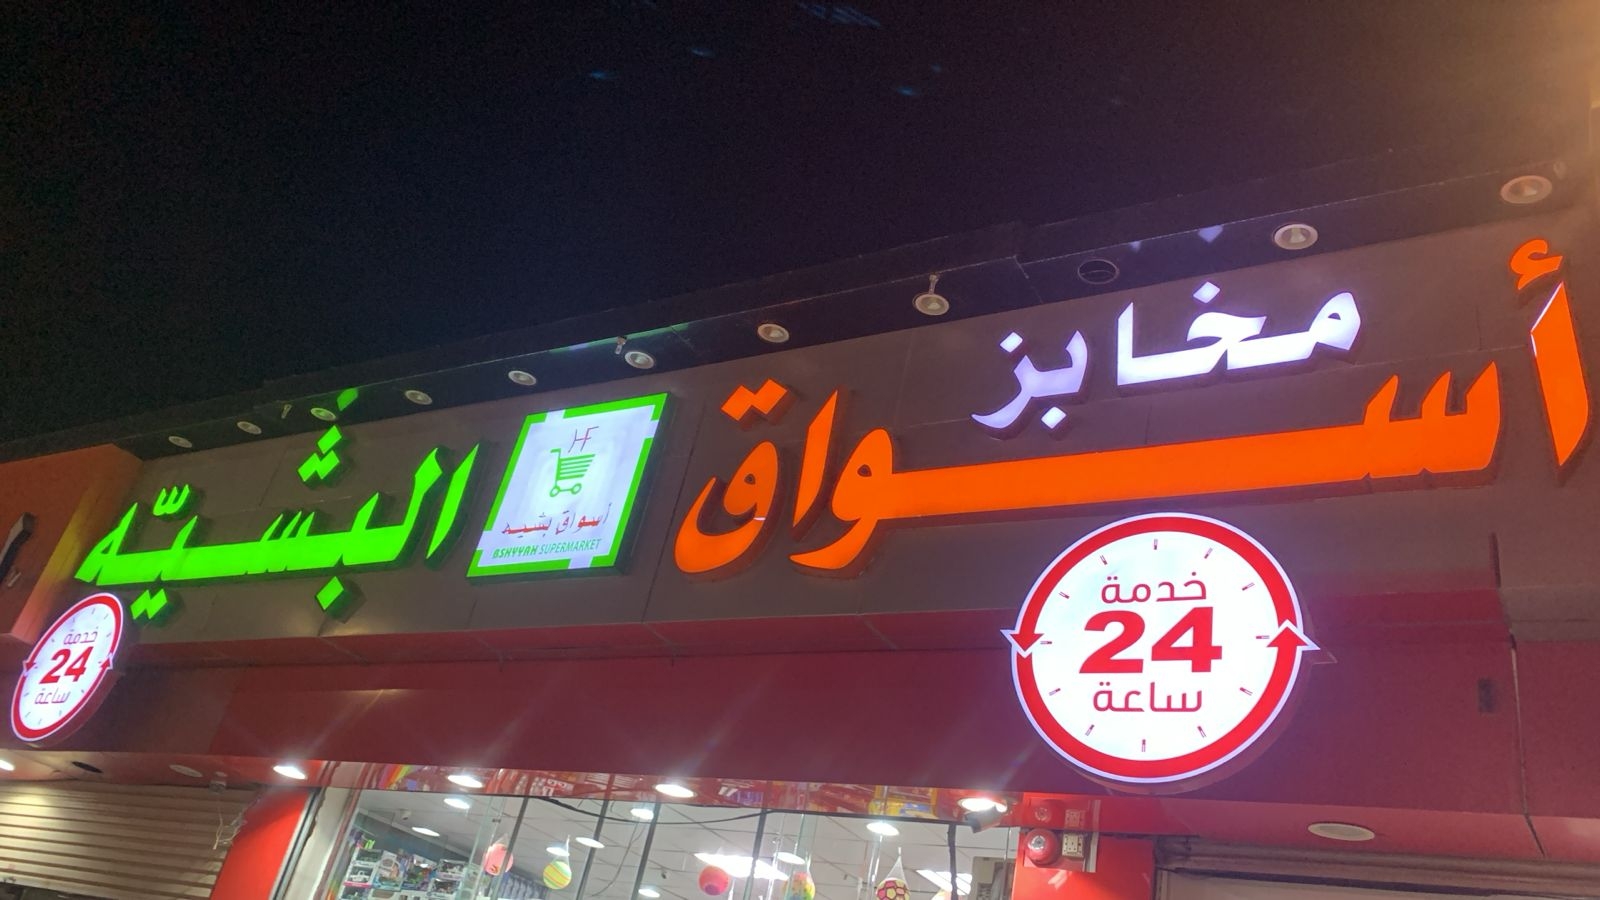 مخابز
أسواق
البشيّه
HF
أسواق بشيه
BSHYYAH SUPERMARKET
خدمة
24
ساعة
خدمة
24
ساعة